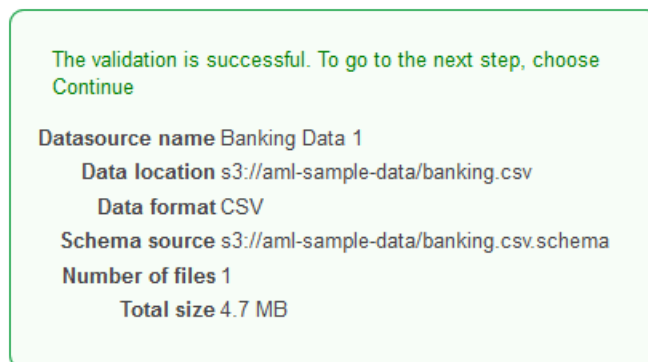 The validation is successful. To go to the next step, choose
Continue
Datasource name Banking Data 1
Data location s3://aml-sample-data/banking.csv
Data format CSV
Schema source s3://aml-sample-data/banking.csv.schema
Number of files 1
Total size 4.7 MB